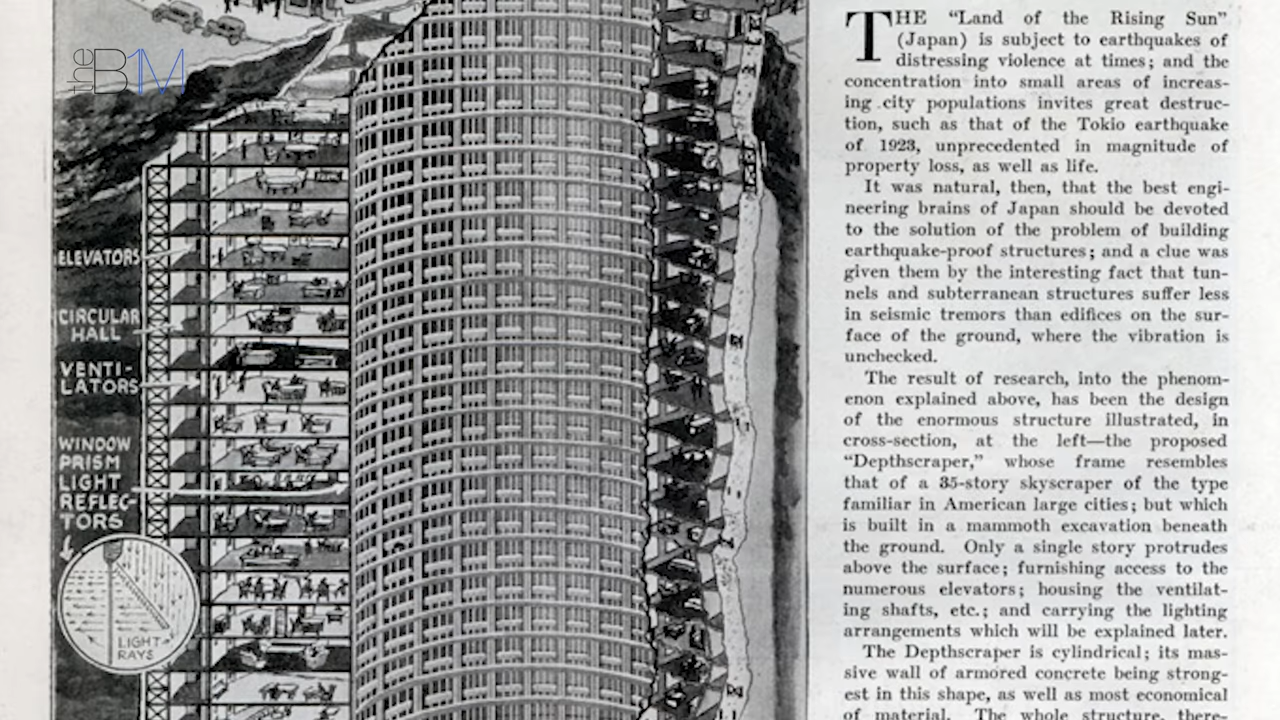 the B1M
ELEVATORS
CIRCULAR
HALL
VENTI-
LATORS
WINDOW
PRISM
LIGHT
REFLEC-
TORS
LIGHT
RAYS
THE “Land of the Rising Sun”
(Japan) is subject to earthquakes of
distressing violence at times; and the
concentration into small areas of increas-
ing city populations invites great destruc-
tion, such as that of the Tokio earthquake
of 1923, unprecedented in magnitude of
property loss, as well as life.
It was natural, then, that the best engi-
neering brains of Japan should be devoted
to the solution of the problem of building
earthquake-proof structures; and a clue was
given them by the interesting fact that tun-
nels and subterranean structures suffer less
in seismic tremors than edifices on the sur-
face of the ground, where the vibration is
unchecked.
The result of research, into the phenom-
enon explained above, has been the design
of the enormous structure illustrated, in
cross-section, at the left—the proposed
“Depthscraper,” whose frame resembles
that of a 35-story skyscraper of the type
familiar in American large cities; but which
is built in a mammoth excavation beneath
the ground. Only a single story protrudes
above the surface; furnishing access to the
numerous elevators; housing the ventilat-
ing shafts, etc.; and carrying the lighting
arrangements which will be explained later.
The Depthscraper is cylindrical; its mas-
sive wall of armored concrete being strong-
est in this shape, as well as most economical
of material. The whole structure, there-